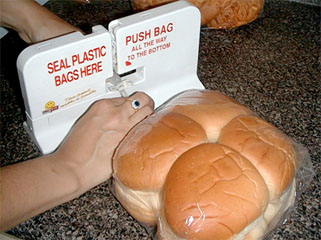 SEAL PLASTIC
BAGS HERE
PUSH BAG
ALL THE WAY
TO THE BOTTOM